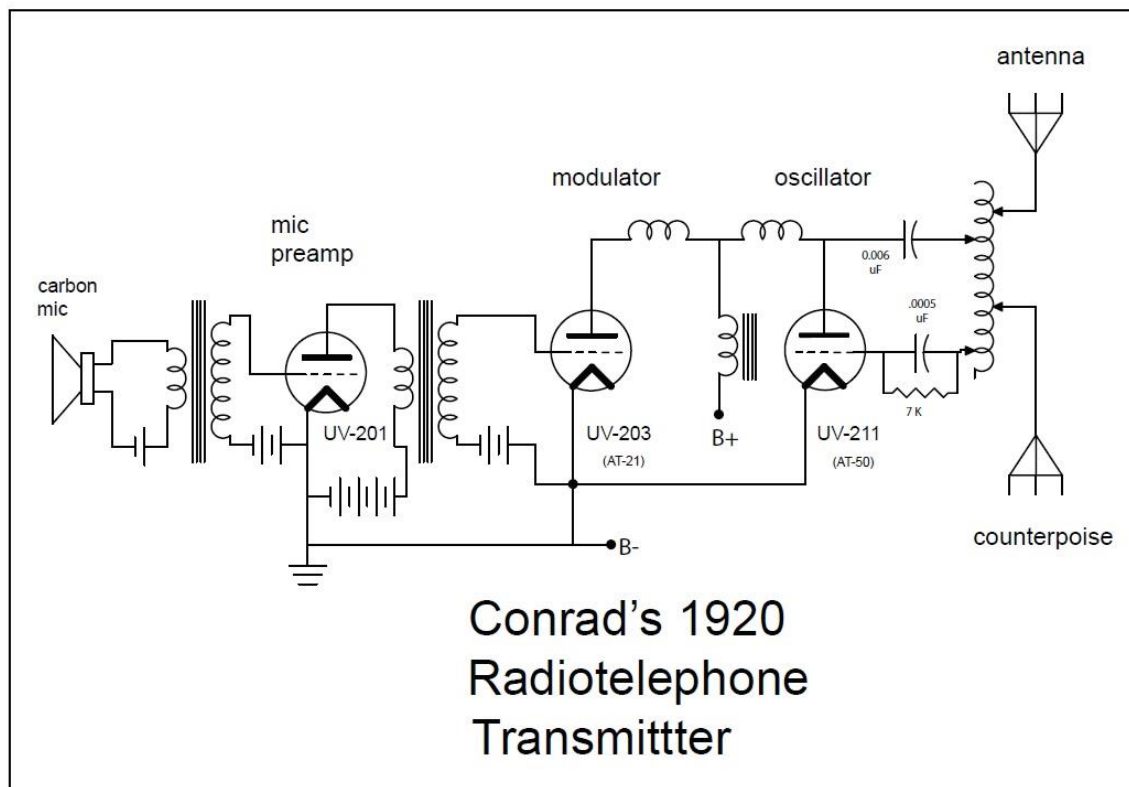 antenna
modulator
oscillator
mic
preamp
carbon
mic
0.006
uF
.0005
uF
7 K
UV-201
UV-203
(AT-21)
B+
UV-211
(AT-50)
counterpoise
B-
Conrad's 1920
Radiotelephone
Transmittter